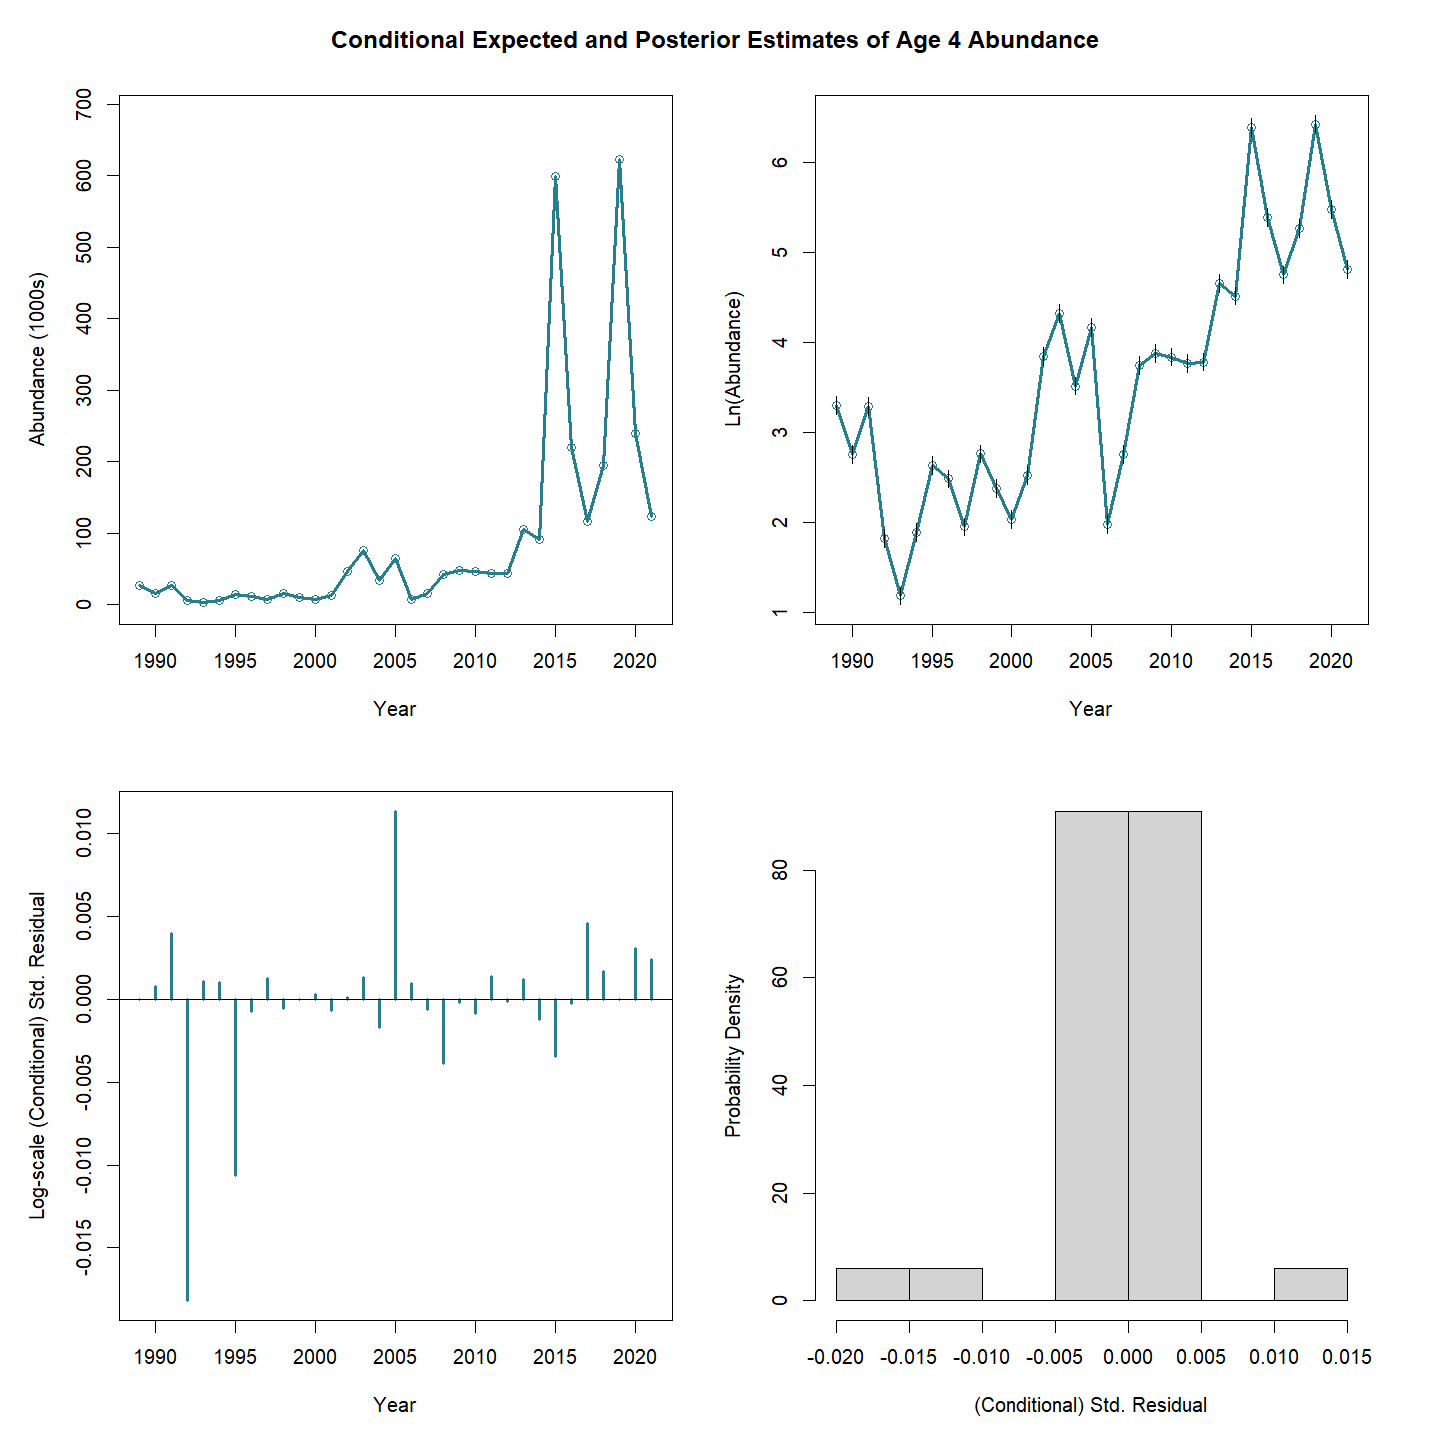 Conditional Expected and Posterior Estimates of Age 4 Abundance
Abundance (1000s)
700
600
500
400
300
200
100
0
1990 1995 2000 2005 2010 2015 2020
Year
Ln(Abundance)
6
5
4
3
2
1
1990 1995 2000 2005 2010 2015 2020
Year
Log-scale (Conditional) Std. Residual
0.010
0.005
0.000
-0.005
-0.010
-0.015
1990 1995 2000 2005 2010 2015 2020
Year
Probability Density
80
60
40
20
0
-0.020 -0.015 -0.010 -0.005 0.000 0.005 0.010 0.015
(Conditional) Std. Residual